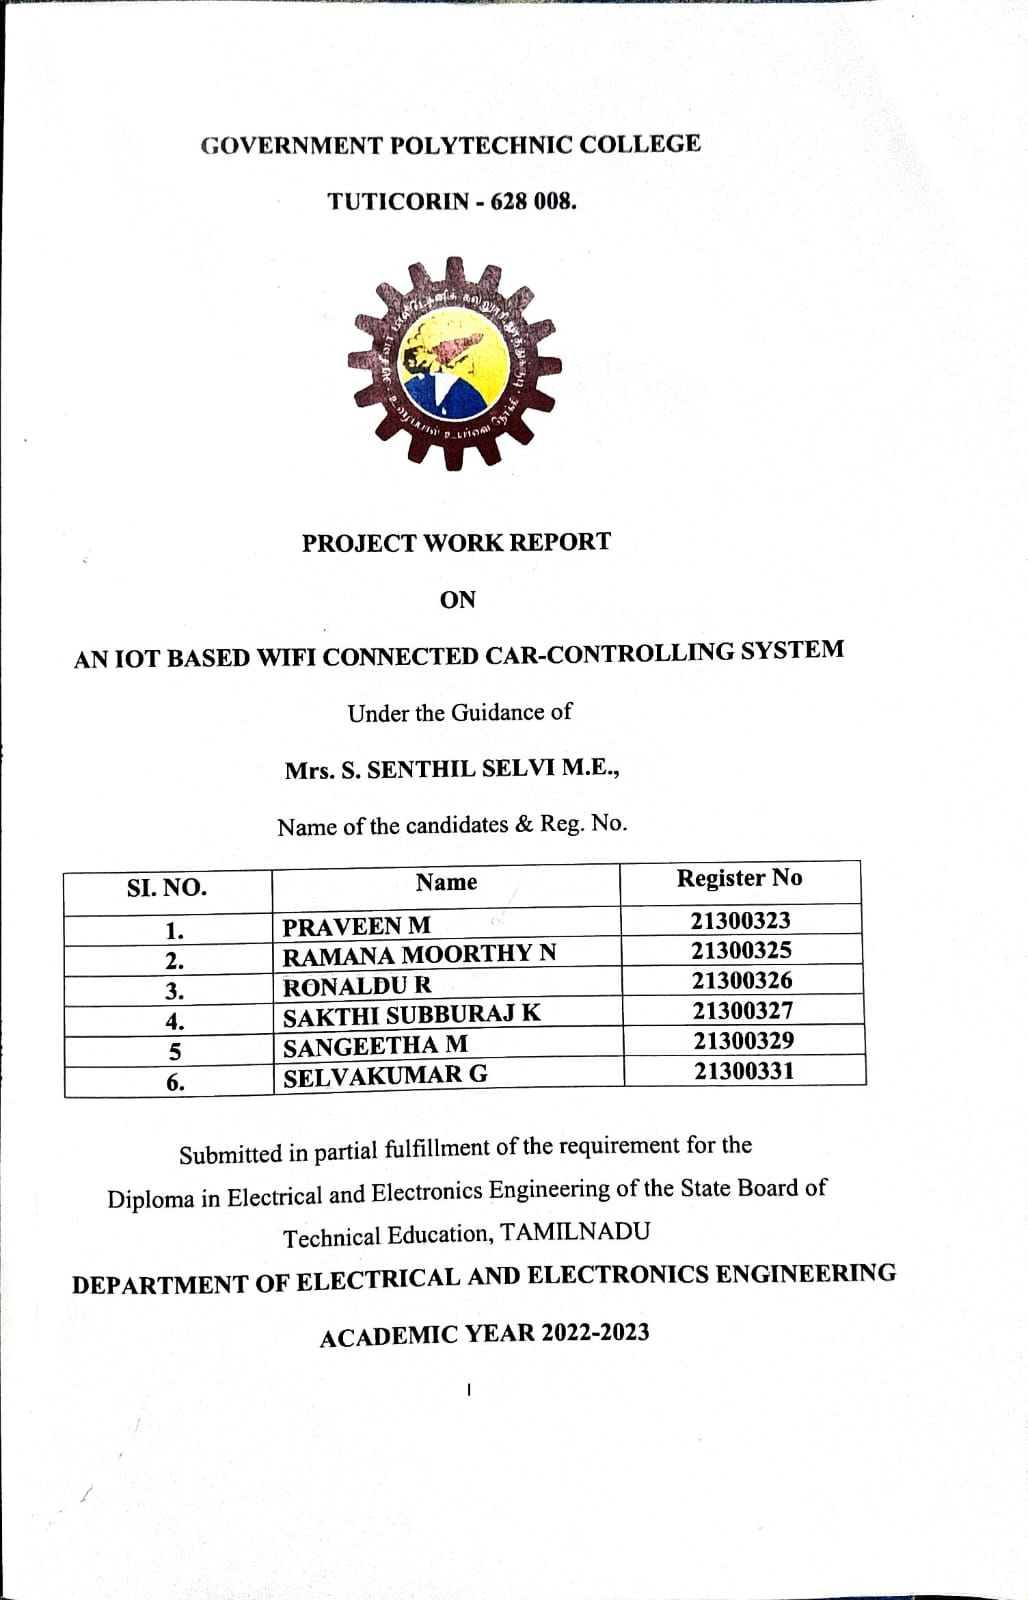 GOVERNMENT POLYTECHNIC COLLEGE
TUTICORIN - 628 008.
PROJECT WORK REPORT
ON
AN IOT BASED WIFI CONNECTED CAR-CONTROLLING SYSTEM
Under the Guidance of
Mrs. S. SENTHIL SELVI M.E.,
Name of the candidates & Reg. No.
SI. NO. Name Register No
1. PRAVEEN M 21300323
2. RAMANA MOORTHY N 21300325
3. RONALDU R 21300326
4. SAKTHI SUBBURAJ K 21300327
5 SANGEETHA M 21300329
6. SELVAKUMAR G 21300331
Submitted in partial fulfillment of the requirement for the
Diploma in Electrical and Electronics Engineering of the State Board of
Technical Education, TAMILNADU
DEPARTMENT OF ELECTRICAL AND ELECTRONICS ENGINEERING
ACADEMIC YEAR 2022-2023
I